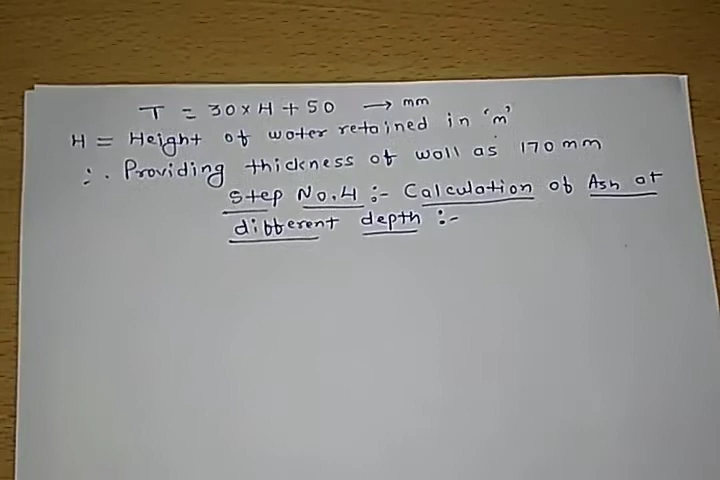 T = 30 x H + 50 → mm
H = Height of water retained in 'm'
∴ Providing thickness of wall as 170 mm
Step No.4 :- Calculation of Ash at
different depth :-